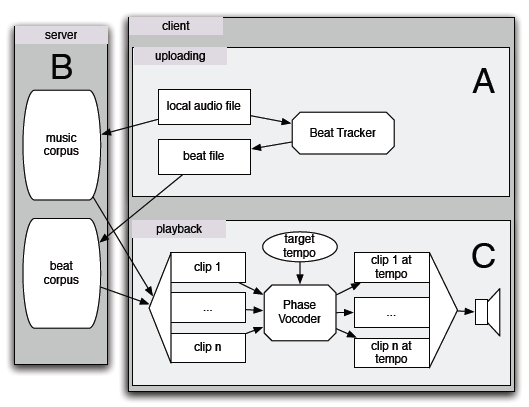 server
B
music
corpus
beat
corpus
client
uploading
A
local audio file
Beat Tracker
beat file
playback
C
target
tempo
clip 1
...
clip n
Phase
Vocoder
clip 1 at
tempo
...
clip n at
tempo